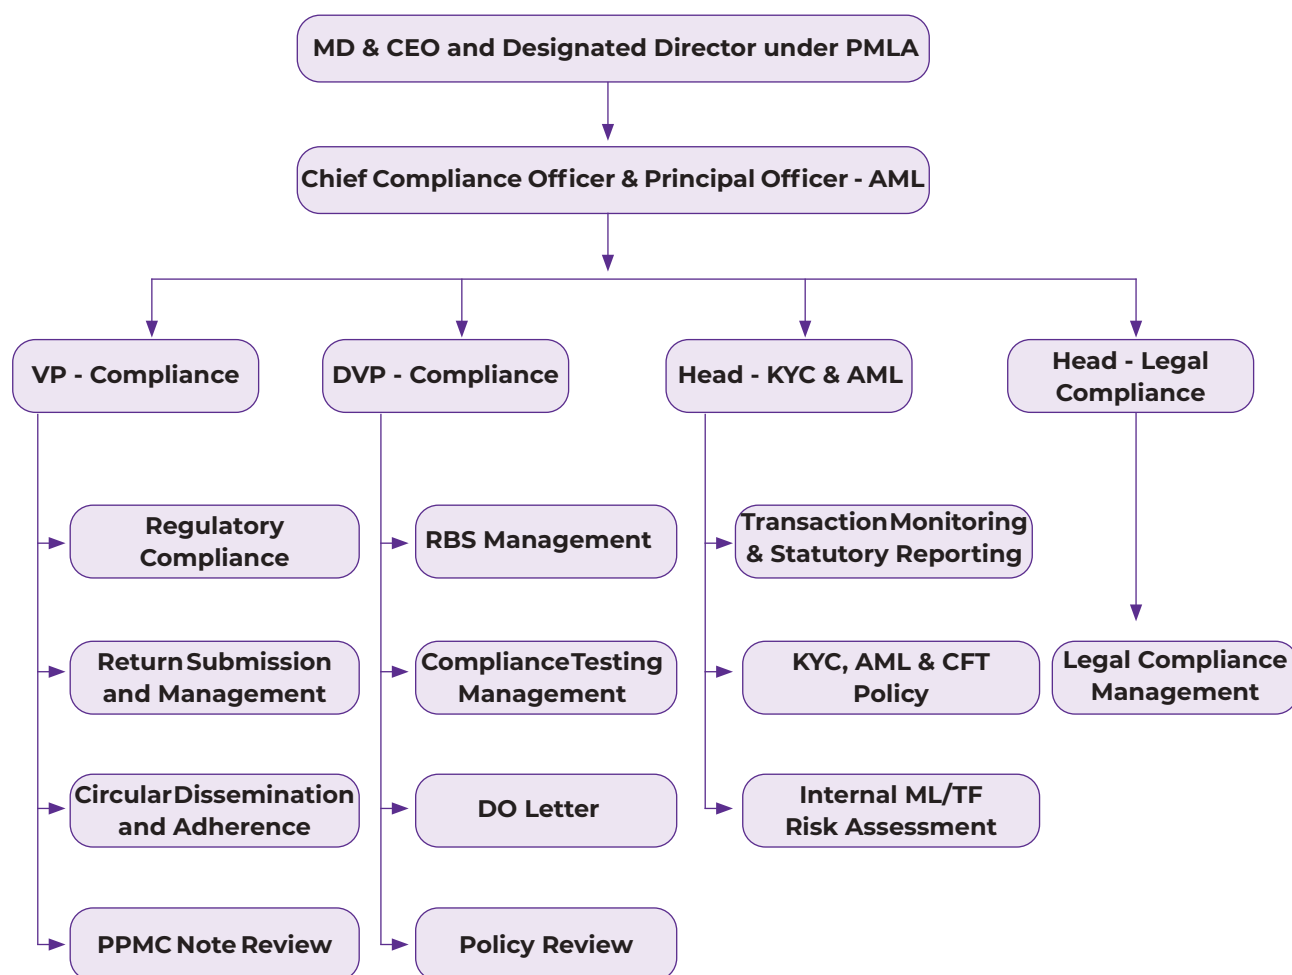 MD & CEO and Designated Director under PMLA
Chief Compliance Officer & Principal Officer - AML
VP - Compliance
DVP - Compliance
Head - KYC & AML
Head - Legal
Compliance
Regulatory
Compliance
RBS Management
Transaction Monitoring
& Statutory Reporting
Return Submission
and Management
Compliance Testing
Management
KYC, AML & CFT
Policy
Legal Compliance
Management
Circular Dissemination
and Adherence
DO Letter
Internal ML/TF
Risk Assessment
PPMC Note Review
Policy Review